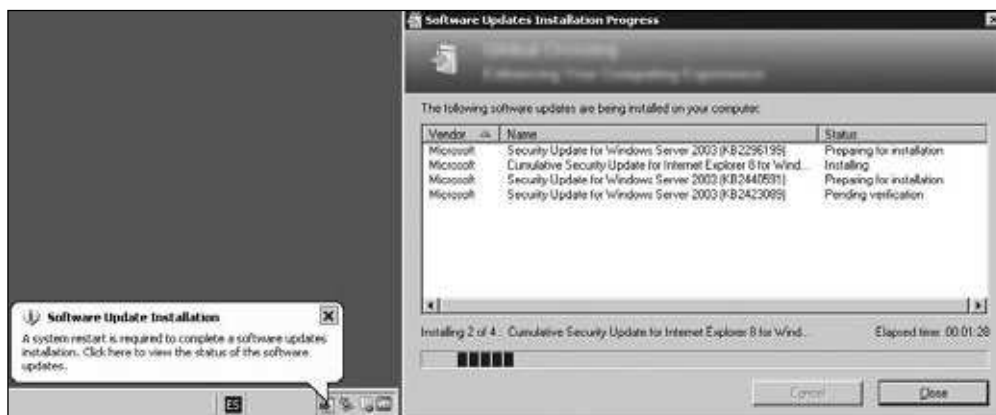 Software Updates Installation Progress
The following software updates are being installed on your computer:
Vendor Name Status
Microsoft Security Update for Windows Server 2003 (KB2296199) Preparing for installation
Microsoft Cumulative Security Update for Internet Explorer 8 for Wind... Installing
Microsoft Security Update for Windows Server 2003 (KB2440591) Preparing for installation
Microsoft Security Update for Windows Server 2003 (KB2423089) Pending verification
Installing 2 of 4 : Cumulative Security Update for Internet Explorer 8 for Wind... Elapsed time: 00:01:28
Cancel Close
Software Update Installation
A system restart is required to complete a software updates
installation. Click here to view the status of the software
updates.
ES